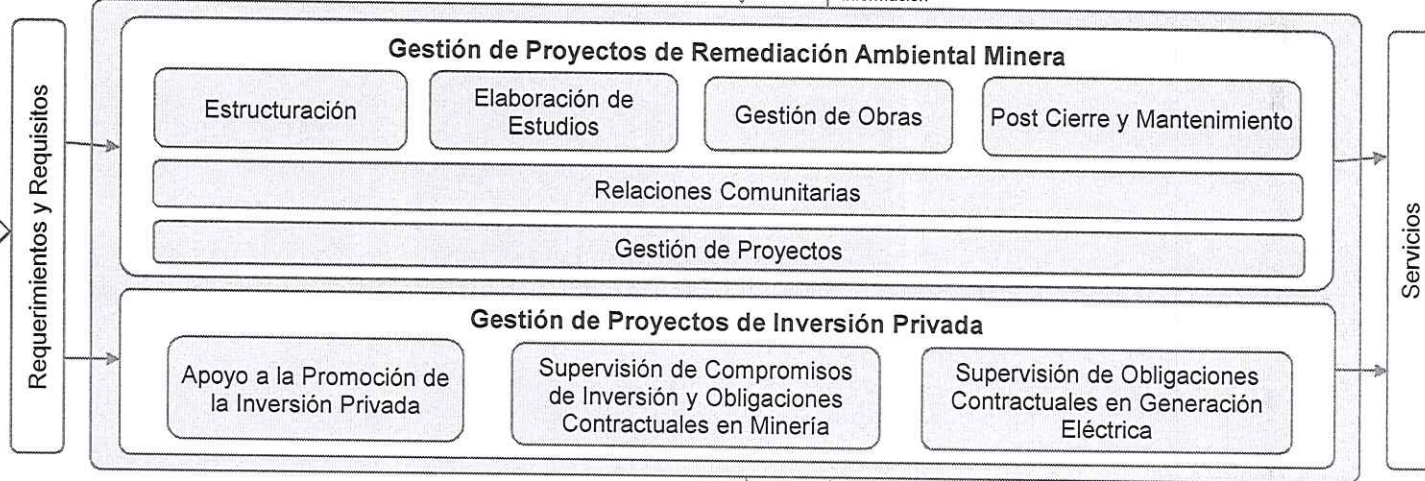 Información
Gestión de Proyectos de Remediación Ambiental Minera
Requerimientos y Requisitos
Estructuración
Elaboración de
Estudios
Gestión de Obras
Post Cierre y Mantenimiento
Relaciones Comunitarias
Gestión de Proyectos
Servicios
Gestión de Proyectos de Inversión Privada
Apoyo a la Promoción de
la Inversión Privada
Supervisión de Compromisos
de Inversión y Obligaciones
Contractuales en Minería
Supervisión de Obligaciones
Contractuales en Generación
Eléctrica